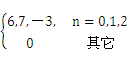 6,7,－3, n = 0,1,2
0 其它